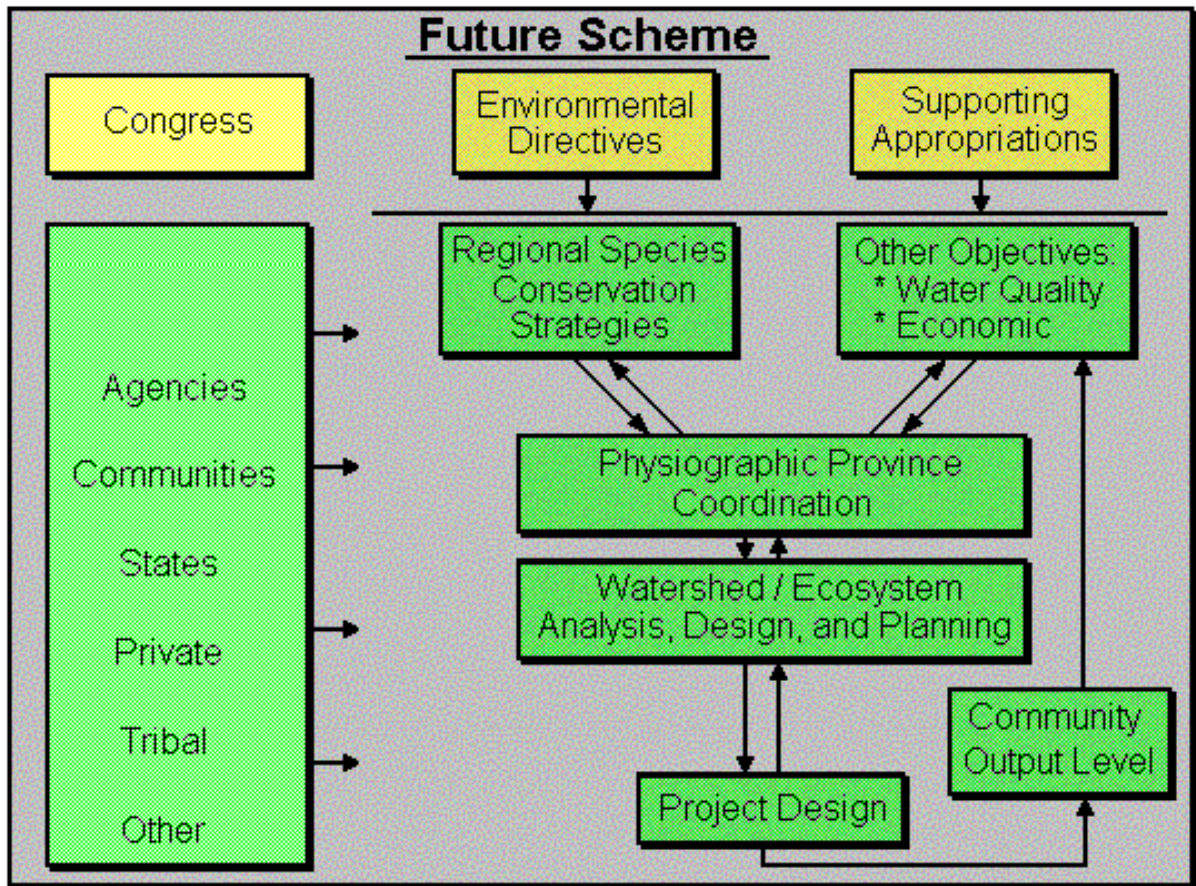 Future Scheme
Congress
Environmental
Directives
Supporting
Appropriations
Agencies
Communities
States
Private
Tribal
Other
Regional Species
Conservation
Strategies
Other Objectives:
* Water Quality
* Economic
Physiographic Province
Coordination
Watershed / Ecosystem
Analysis, Design, and Planning
Community
Output Level
Project Design